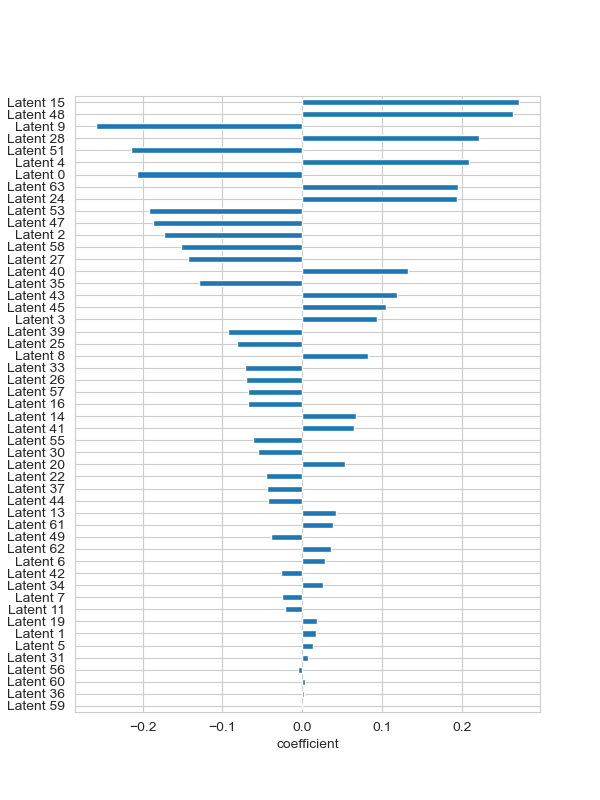 Latent 15
Latent 48
Latent 9
Latent 28
Latent 51
Latent 4
Latent 0
Latent 63
Latent 24
Latent 53
Latent 47
Latent 2
Latent 58
Latent 27
Latent 40
Latent 35
Latent 43
Latent 45
Latent 3
Latent 39
Latent 25
Latent 8
Latent 33
Latent 26
Latent 57
Latent 16
Latent 14
Latent 41
Latent 55
Latent 30
Latent 20
Latent 22
Latent 37
Latent 44
Latent 13
Latent 61
Latent 49
Latent 62
Latent 6
Latent 42
Latent 34
Latent 7
Latent 11
Latent 19
Latent 1
Latent 5
Latent 31
Latent 56
Latent 60
Latent 36
Latent 59
−0.2 −0.1 0.0 0.1 0.2
coefficient